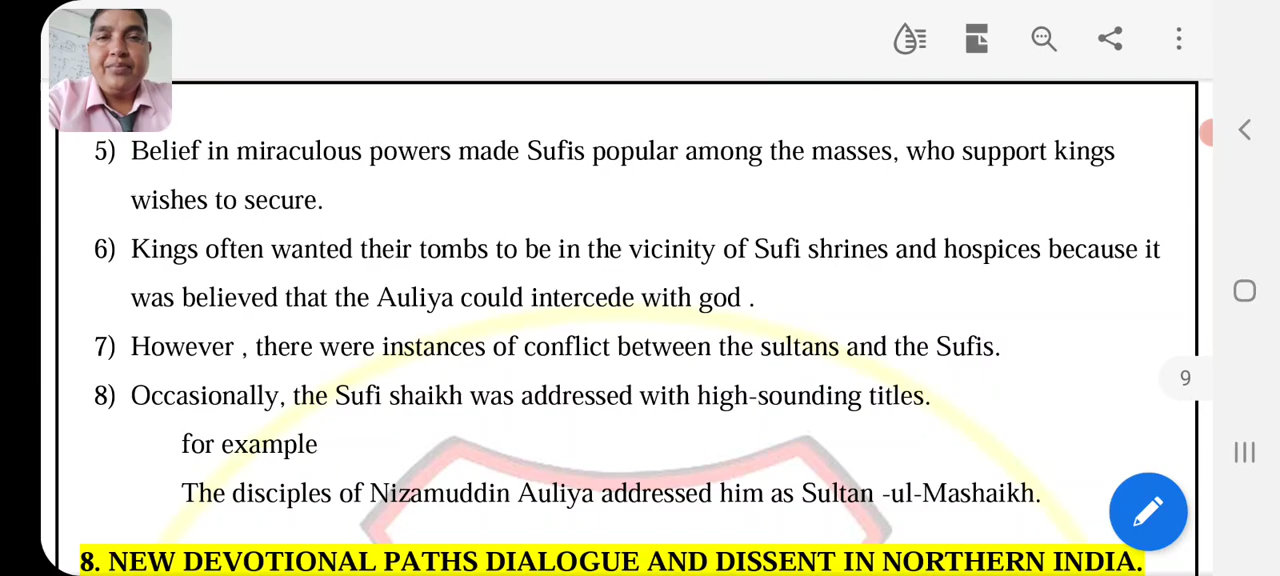 5) Belief in miraculous powers made Sufis popular among the masses, who support kings
wishes to secure.
6) Kings often wanted their tombs to be in the vicinity of Sufi shrines and hospices because it
was believed that the Auliya could intercede with god .
7) However , there were instances of conflict between the sultans and the Sufis.
9
8) Occasionally, the Sufi shaikh was addressed with high-sounding titles.
for example
The disciples of Nizamuddin Auliya addressed him as Sultan -ul-Mashaikh.
8. NEW DEVOTIONAL PATHS DIALOGUE AND DISSENT IN NORTHERN INDIA.